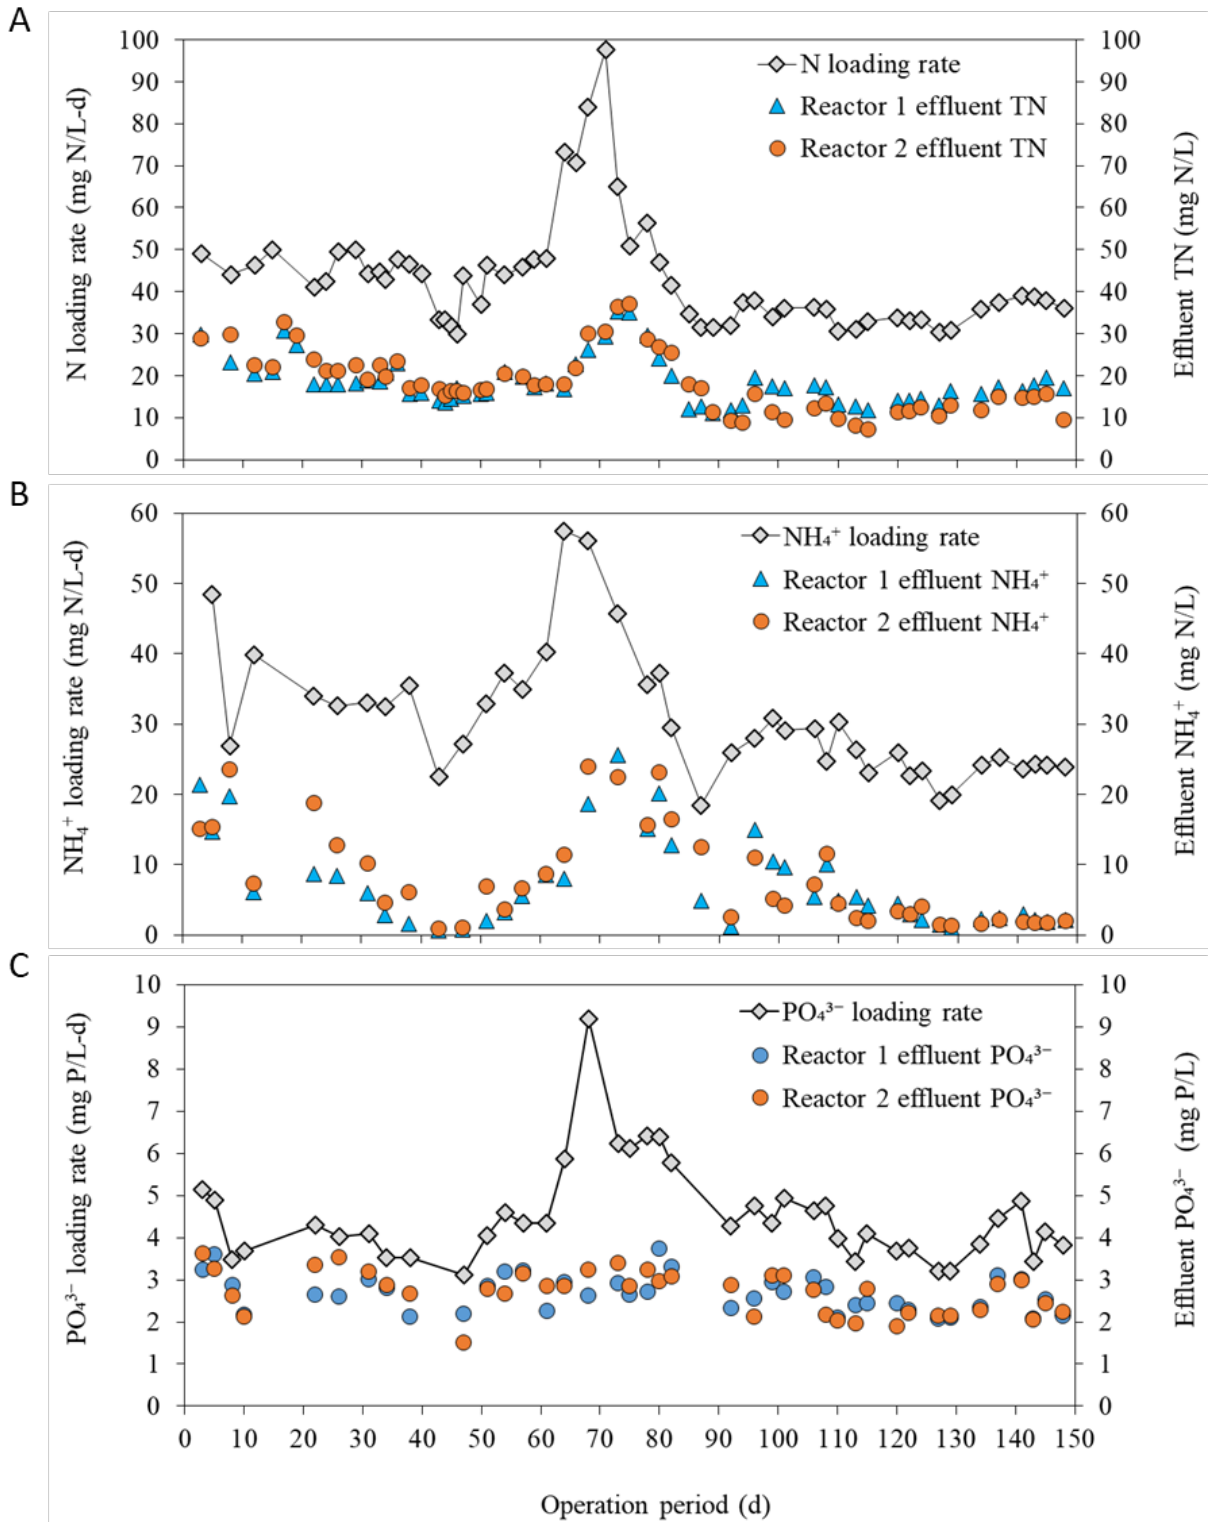 A
N loading rate (mg N/L-d)
100
90
80
70
60
50
40
30
20
10
0
N loading rate
Reactor 1 effluent TN
Reactor 2 effluent TN
100
90
80
70
60
50
40
30
20
10
0
Effluent TN (mg N/L)
B
NH₄⁺ loading rate (mg N/L-d)
60
50
40
30
20
10
0
NH₄⁺ loading rate
Reactor 1 effluent NH₄⁺
Reactor 2 effluent NH₄⁺
60
50
40
30
20
10
0
Effluent NH₄⁺ (mg N/L)
C
PO₄³⁻ loading rate (mg P/L-d)
10
9
8
7
6
5
4
3
2
1
0
PO₄³⁻ loading rate
Reactor 1 effluent PO₄³⁻
Reactor 2 effluent PO₄³⁻
10
9
8
7
6
5
4
3
2
1
0
Effluent PO₄³⁻ (mg P/L)
0 10 20 30 40 50 60 70 80 90 100 110 120 130 140 150
Operation period (d)